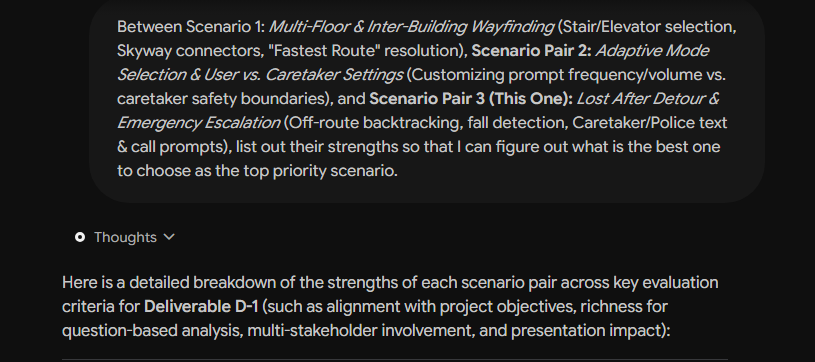 Between Scenario 1: Multi-Floor & Inter-Building Wayfinding (Stair/Elevator selection,
Skyway connectors, "Fastest Route" resolution), Scenario Pair 2: Adaptive Mode
Selection & User vs. Caretaker Settings (Customizing prompt frequency/volume vs.
caretaker safety boundaries), and Scenario Pair 3 (This One): Lost After Detour &
Emergency Escalation (Off-route backtracking, fall detection, Caretaker/Police text
& call prompts), list out their strengths so that I can figure out what is the best one
to choose as the top priority scenario.
Thoughts
Here is a detailed breakdown of the strengths of each scenario pair across key evaluation
criteria for Deliverable D-1 (such as alignment with project objectives, richness for
question-based analysis, multi-stakeholder involvement, and presentation impact):